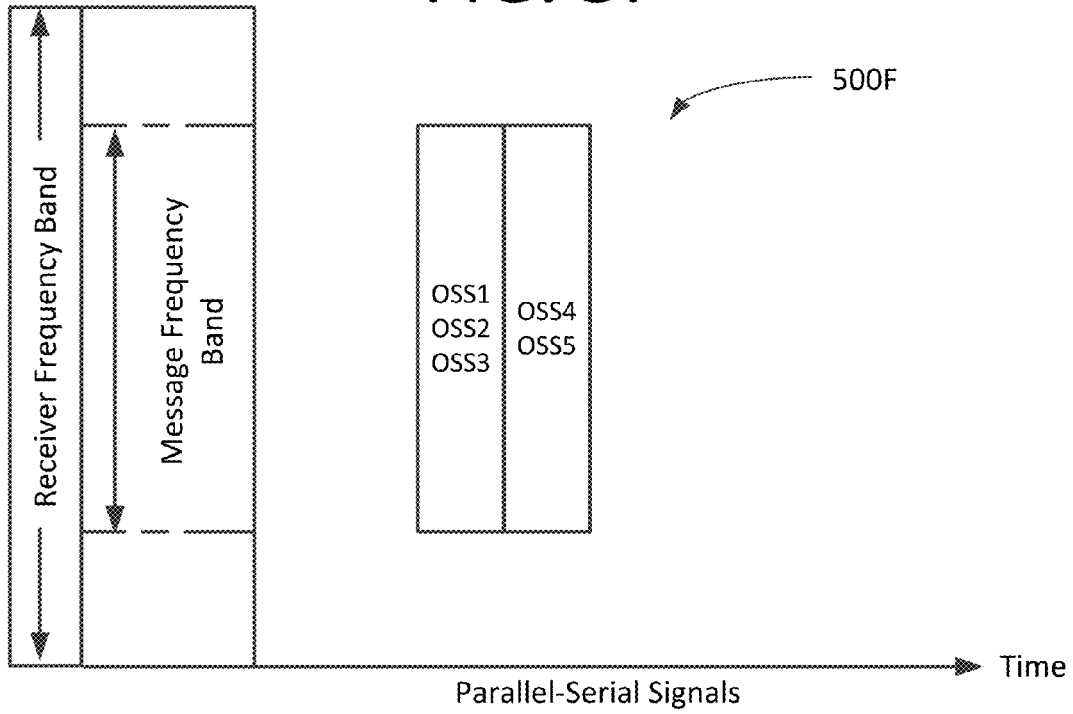 500F
Receiver Frequency Band
Message Frequency
Band
OSS1
OSS2
OSS3
OSS4
OSS5
Time
Parallel-Serial Signals